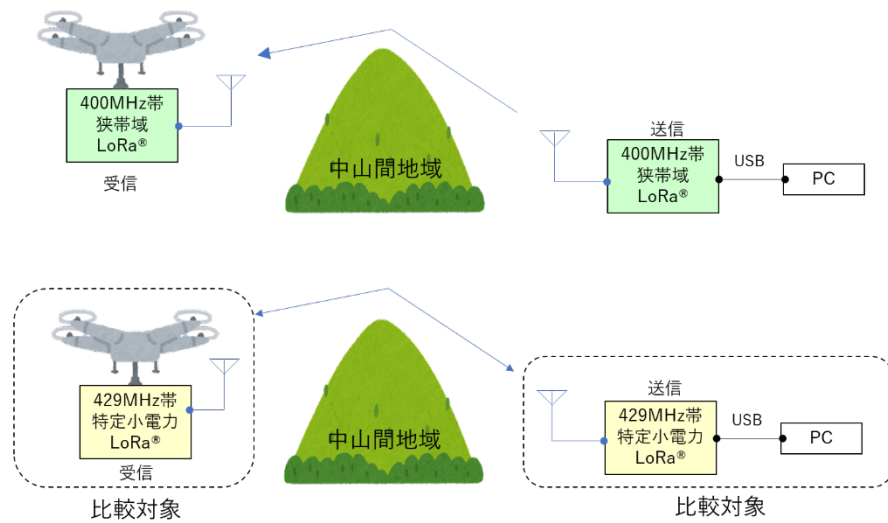 400MHz帯
狭帯域
LoRa®
受信
中山間地域
送信
400MHz帯
狭帯域
LoRa®
USB
PC
429MHz帯
特定小電力
LoRa®
受信
比較対象
中山間地域
送信
429MHz帯
特定小電力
LoRa®
USB
PC
比較対象